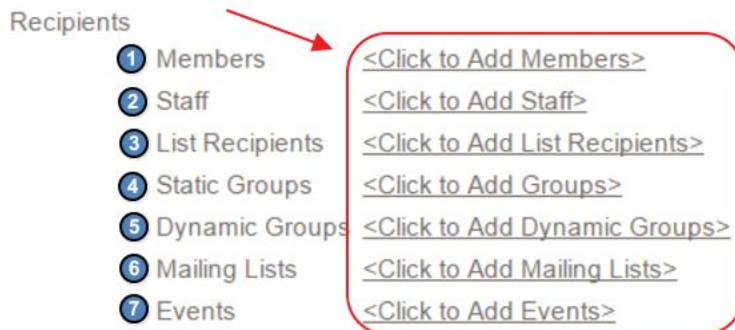 Recipients
1 Members <Click to Add Members>
2 Staff <Click to Add Staff>
3 List Recipients <Click to Add List Recipients>
4 Static Groups <Click to Add Groups>
5 Dynamic Groups <Click to Add Dynamic Groups>
6 Mailing Lists <Click to Add Mailing Lists>
7 Events <Click to Add Events>